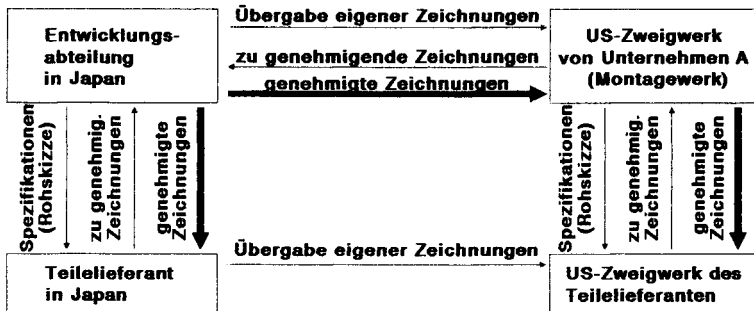 Entwicklungs-
abteilung
in Japan
Übergabe eigener Zeichnungen
zu genehmigende Zeichnungen
genehmigte Zeichnungen
US-Zweigwerk
von Unternehmen A
(Montagewerk)
Spezifikationen
(Rohskizze)
zu genehmig.
Zeichnungen
genehmigte
Zeichnungen
Spezifikationen
(Rohskizze)
zu genehmig.
Zeichnungen
genehmigte
Zeichnungen
Teilelieferant
in Japan
Übergabe eigener Zeichnungen
US-Zweigwerk des
Teilelieferanten